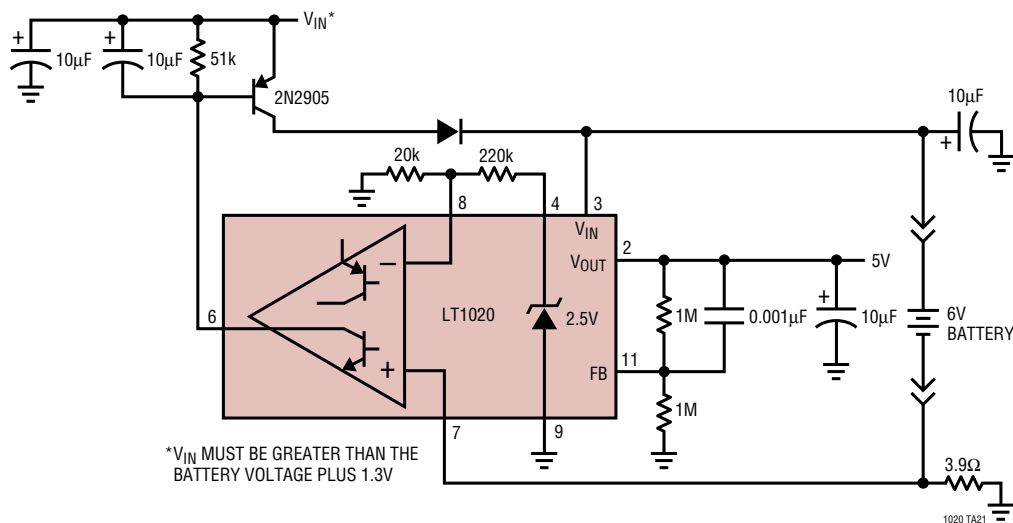 V_IN*
+
10µF
+
10µF
51k
2N2905
10µF
+
20k
220k
8
4
3
V_IN
2
V_OUT
5V
−
6
LT1020
2.5V
1M
0.001µF
+
10µF
6V
BATTERY
+
FB
11
1M
7
9
*V_IN MUST BE GREATER THAN THE
BATTERY VOLTAGE PLUS 1.3V
3.9Ω
1020 TA21